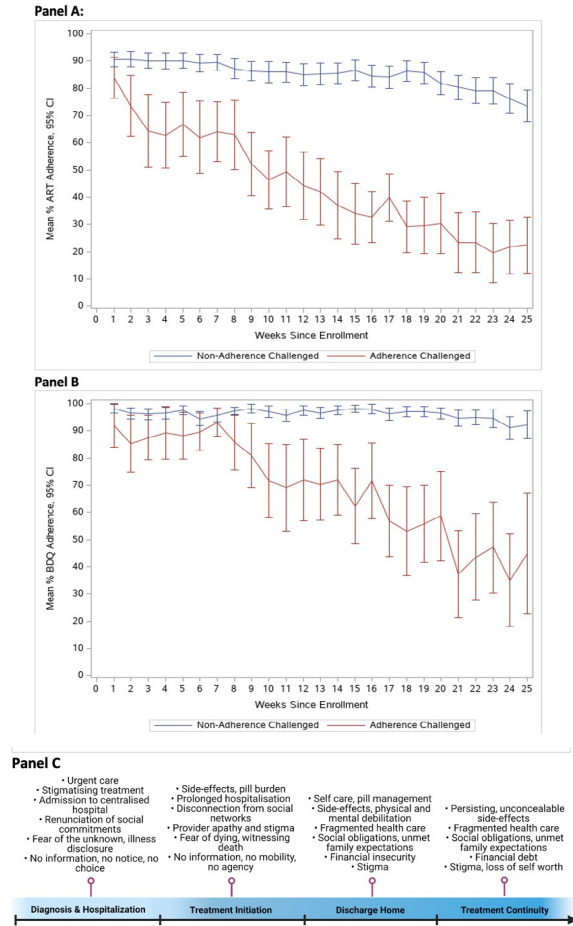 Panel A:
100
90
80
70
60
50
40
30
20
10
0
Mean % ART Adherence, 95% CI
0 1 2 3 4 5 6 7 8 9 10 11 12 13 14 15 16 17 18 19 20 21 22 23 24 25
Weeks Since Enrollment
Non-Adherence Challenged Adherence Challenged
Panel B
100
90
80
70
60
50
40
30
20
10
0
Mean % BDQ Adherence, 95% CI
0 1 2 3 4 5 6 7 8 9 10 11 12 13 14 15 16 17 18 19 20 21 22 23 24 25
Weeks Since Enrollment
Non-Adherence Challenged Adherence Challenged
Panel C
• Urgent care
• Stigmatising treatment
• Admission to centralised
hospital
• Renunciation of social
commitments
• Fear of the unknown, illness
disclosure
• No information, no notice, no
choice
• Side-effects, pill burden
• Prolonged hospitalisation
• Disconnection from social
networks
• Provider apathy and stigma
• Fear of dying, witnessing
death
• No information, no mobility,
no agency
• Self care, pill management
• Side-effects, physical and
mental debilitation
• Fragmented health care
• Social obligations, unmet
family expectations
• Financial insecurity
• Stigma
• Persisting, unconcealable
side-effects
• Fragmented health care
• Social obligations, unmet
family expectations
• Financial debt
• Stigma, loss of self worth
Diagnosis & Hospitalization
Treatment Initiation
Discharge Home
Treatment Continuity